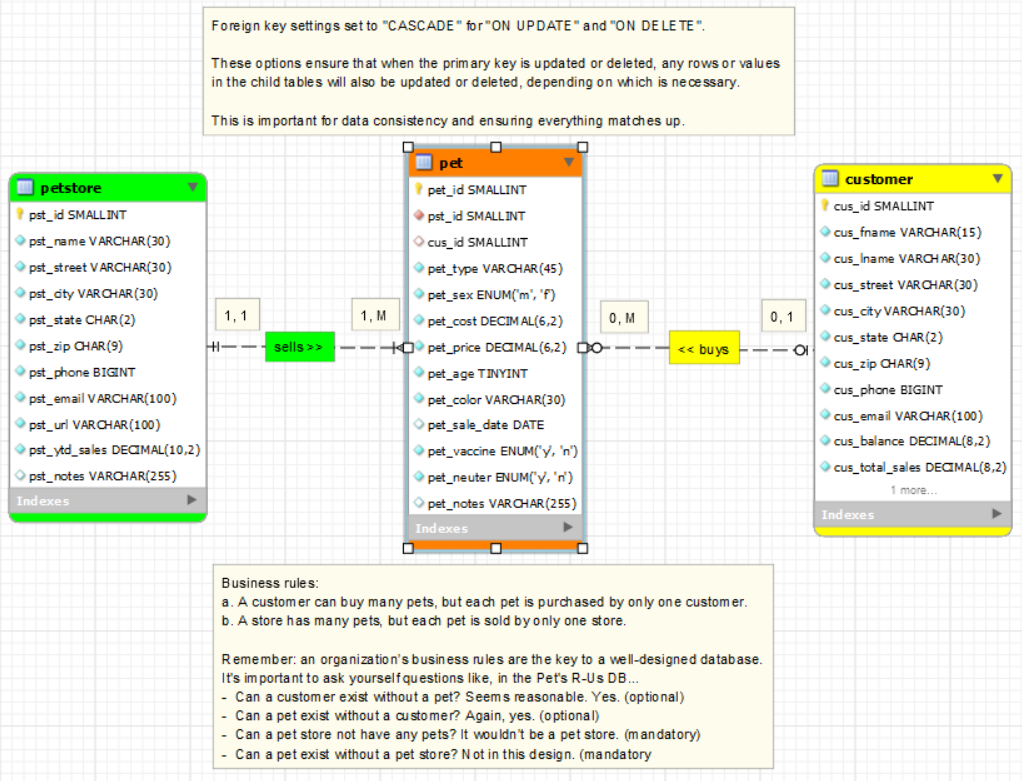 Foreign key settings set to "CASCADE" for "ON UPDATE" and "ON DELETE".
These options ensure that when the primary key is updated or deleted, any rows or values
in the child tables will also be updated or deleted, depending on which is necessary.
This is important for data consistency and ensuring everything matches up.
petstore
pst_id SMALLINT
pst_name VARCHAR(30)
pst_street VARCHAR(30)
pst_city VARCHAR(30)
pst_state CHAR(2)
pst_zip CHAR(9)
pst_phone BIGINT
pst_email VARCHAR(100)
pst_url VARCHAR(100)
pst_ytd_sales DECIMAL(10,2)
pst_notes VARCHAR(255)
Indexes
1, 1
sells >>
1, M
pet
pet_id SMALLINT
pst_id SMALLINT
cus_id SMALLINT
pet_type VARCHAR(45)
pet_sex ENUM('m', 'f')
pet_cost DECIMAL(6,2)
pet_price DECIMAL(6,2)
pet_age TINYINT
pet_color VARCHAR(30)
pet_sale_date DATE
pet_vaccine ENUM('y', 'n')
pet_neuter ENUM('y', 'n')
pet_notes VARCHAR(255)
Indexes
0, M
<< buys
0, 1
customer
cus_id SMALLINT
cus_fname VARCHAR(15)
cus_lname VARCHAR(30)
cus_street VARCHAR(30)
cus_city VARCHAR(30)
cus_state CHAR(2)
cus_zip CHAR(9)
cus_phone BIGINT
cus_email VARCHAR(100)
cus_balance DECIMAL(8,2)
cus_total_sales DECIMAL(8,2)
1 more...
Indexes
Business rules:
a. A customer can buy many pets, but each pet is purchased by only one customer.
b. A store has many pets, but each pet is sold by only one store.
Remember: an organization's business rules are the key to a well-designed database.
It's important to ask yourself questions like, in the Pet's R-Us DB...
- Can a customer exist without a pet? Seems reasonable. Yes. (optional)
- Can a pet exist without a customer? Again, yes. (optional)
- Can a pet store not have any pets? It wouldn't be a pet store. (mandatory)
- Can a pet exist without a pet store? Not in this design. (mandatory